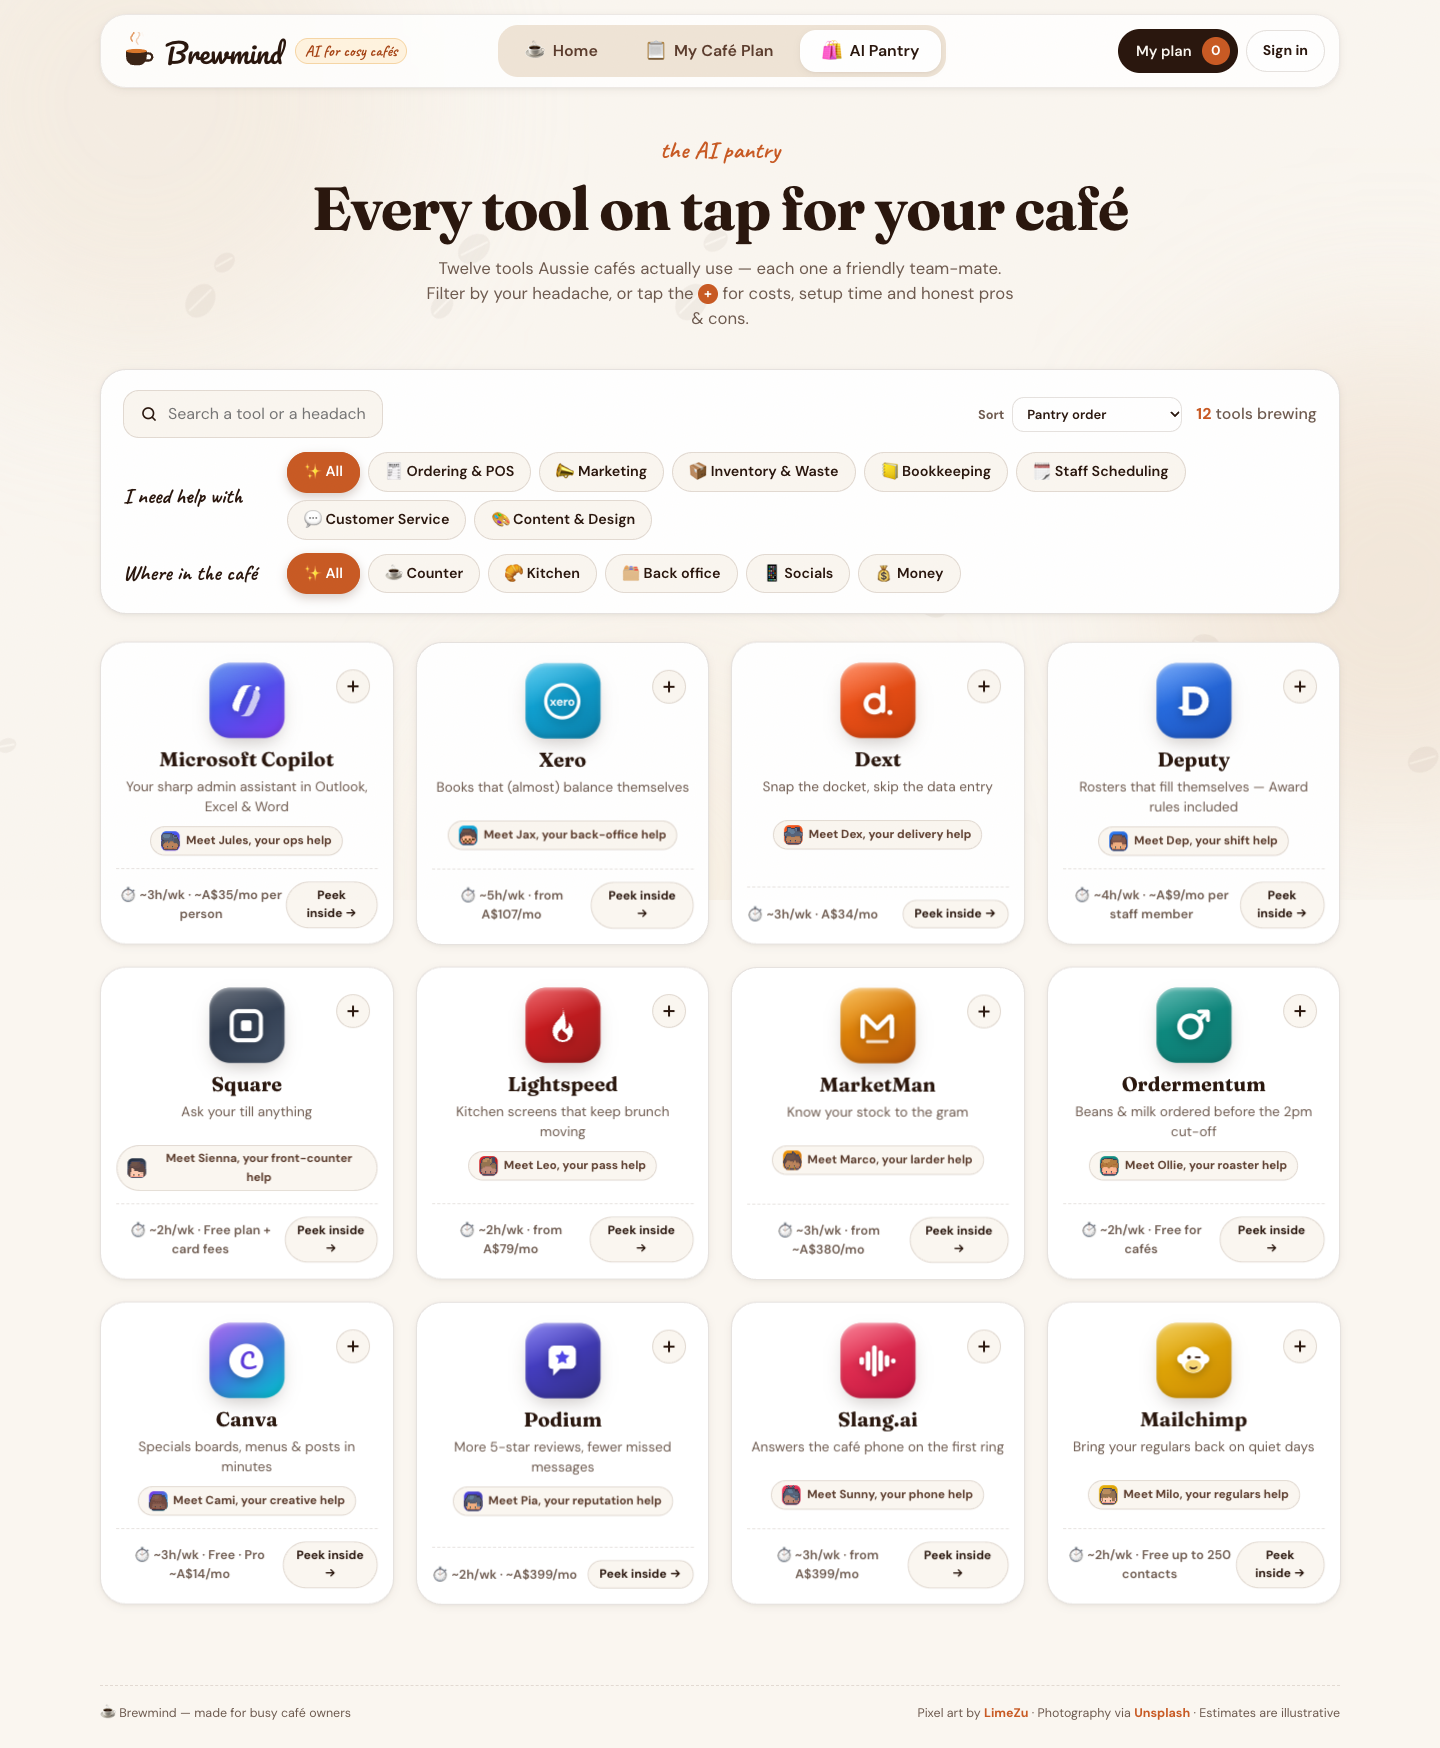 Brewmind
AI for cosy cafés
Home
My Café Plan
AI Pantry
My plan 0
Sign in
the AI pantry
Every tool on tap for your café
Twelve tools Aussie cafés actually use — each one a friendly team-mate.
Filter by your headache, or tap the + for costs, setup time and honest pros
& cons.
Search a tool or a headach
Sort
Pantry order
12 tools brewing
I need help with
All
Ordering & POS
Marketing
Inventory & Waste
Bookkeeping
Staff Scheduling
Customer Service
Content & Design
Where in the café
All
Counter
Kitchen
Back office
Socials
Money
Microsoft Copilot
Your sharp admin assistant in Outlook,
Excel & Word
Meet Jules, your ops help
~3h/wk · ~A$35/mo per
person
Peek
inside →
xero
Xero
Books that (almost) balance themselves
Meet Jax, your back-office help
~5h/wk · from
A$107/mo
Peek inside
→
d.
Dext
Snap the docket, skip the data entry
Meet Dex, your delivery help
~3h/wk · A$34/mo
Peek inside →
D
Deputy
Rosters that fill themselves — Award
rules included
Meet Dep, your shift help
~4h/wk · ~A$9/mo per
staff member
Peek
inside →
Square
Ask your till anything
Meet Sienna, your front-counter
help
~2h/wk · Free plan +
card fees
Peek inside
→
Lightspeed
Kitchen screens that keep brunch
moving
Meet Leo, your pass help
~2h/wk · from
A$79/mo
Peek inside
→
M
MarketMan
Know your stock to the gram
Meet Marco, your larder help
~3h/wk · from
~A$380/mo
Peek inside
→
Ordermentum
Beans & milk ordered before the 2pm
cut-off
Meet Ollie, your roaster help
~2h/wk · Free for
cafés
Peek inside
→
C
Canva
Specials boards, menus & posts in
minutes
Meet Cami, your creative help
~3h/wk · Free · Pro
~A$14/mo
Peek inside
→
Podium
More 5-star reviews, fewer missed
messages
Meet Pia, your reputation help
~2h/wk · ~A$399/mo
Peek inside →
Slang.ai
Answers the café phone on the first ring
Meet Sunny, your phone help
~3h/wk · from
A$399/mo
Peek inside
→
Mailchimp
Bring your regulars back on quiet days
Meet Milo, your regulars help
~2h/wk · Free up to 250
contacts
Peek
inside →
Brewmind — made for busy café owners
Pixel art by LimeZu · Photography via Unsplash · Estimates are illustrative